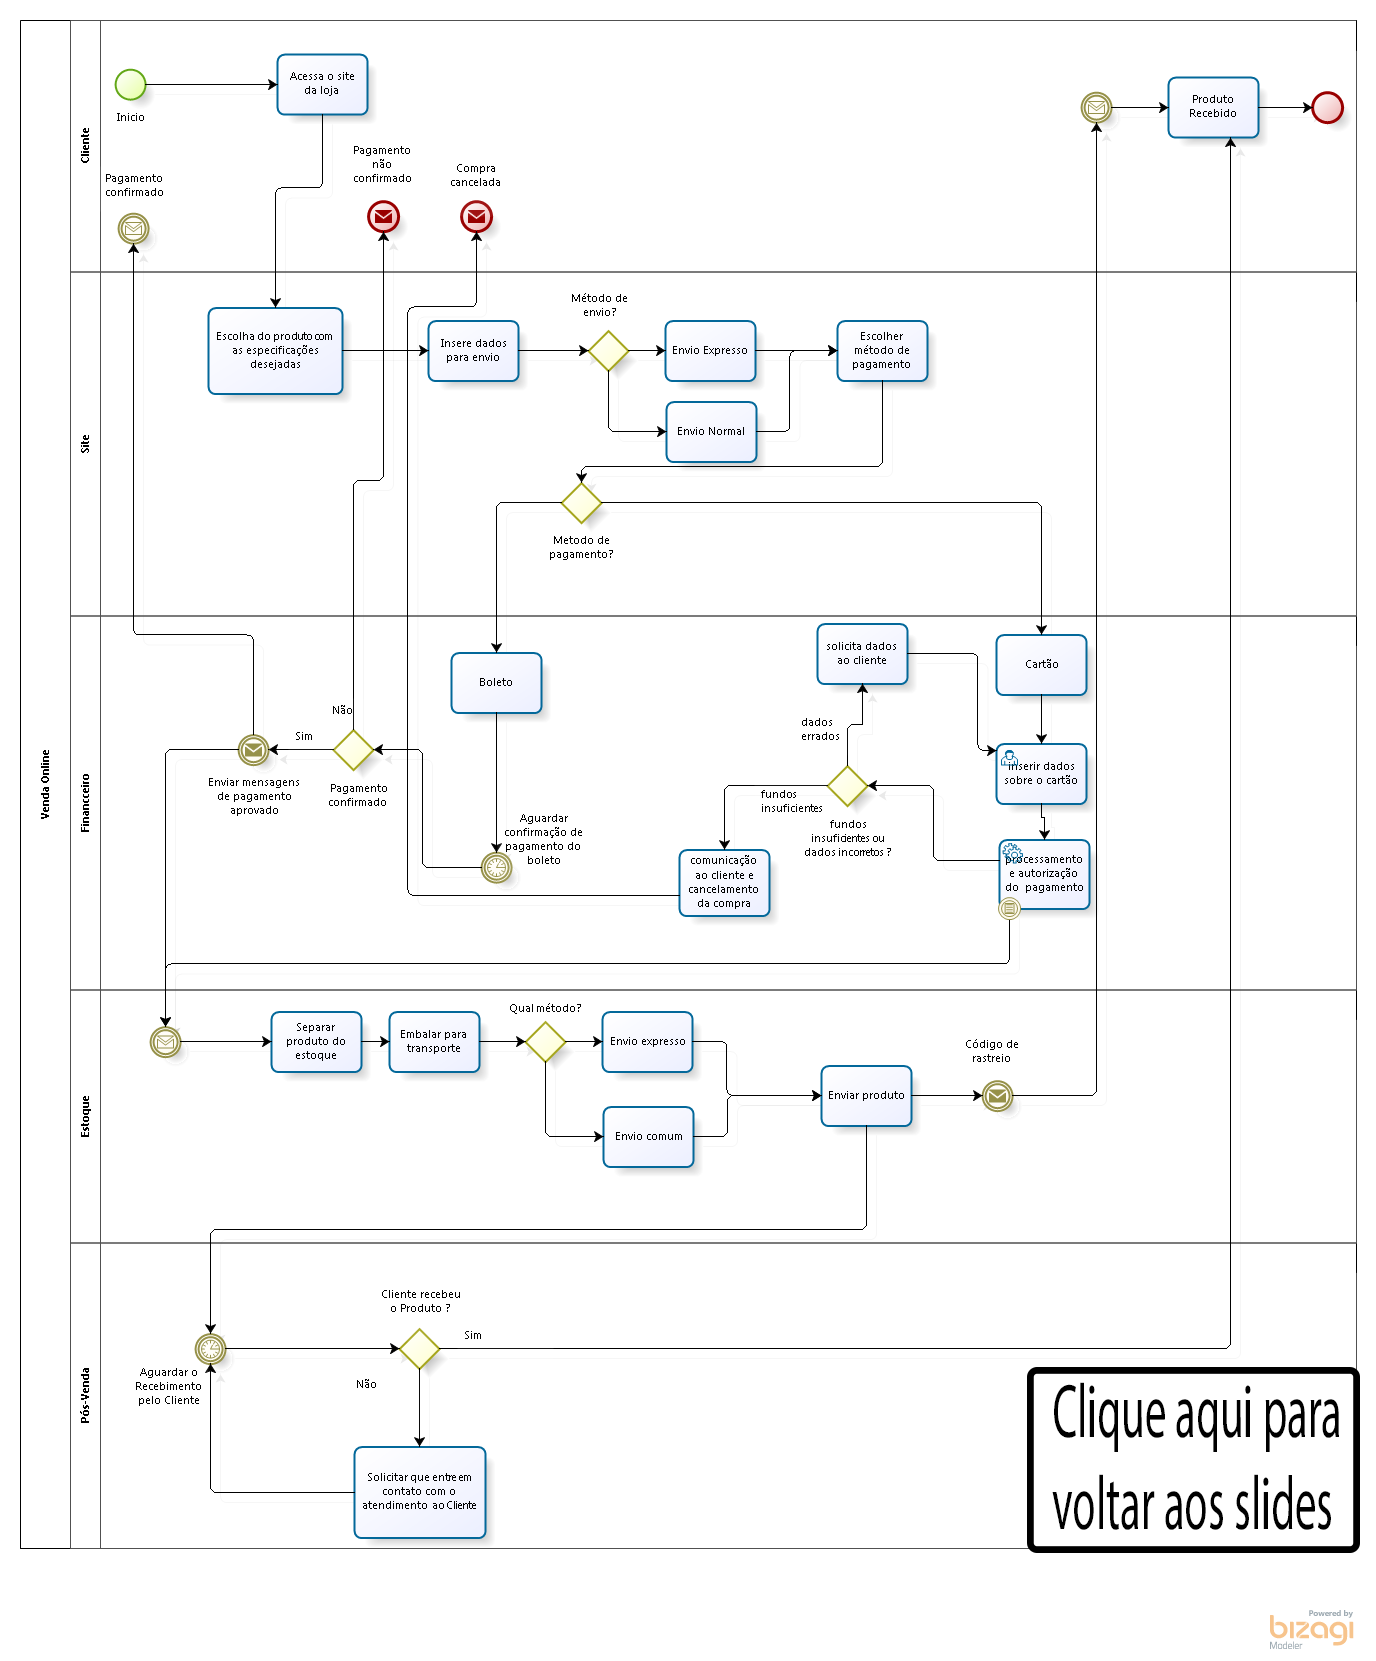 Venda Online
Cliente
Inicio
Acessa o site
da loja
Pagamento
confirmado
Pagamento
não
confirmado
Compra
cancelada
Produto
Recebido
Site
Escolha do produto com
as especificações
desejadas
Insere dados
para envio
Método de
envio?
Envio Expresso
Envio Normal
Escolher
método de
pagamento
Metodo de
pagamento?
Financceiro
Boleto
solicita dados
ao cliente
Cartão
dados
errados
inserir dados
sobre o cartão
Não
Sim
Enviar mensagens
de pagamento
aprovado
Pagamento
confirmado
Aguardar
confirmação de
pagamento do
boleto
fundos
insuficientes
fundos
insuficientes ou
dados incorretos ?
comunicação
ao cliente e
cancelamento
da compra
processamento
e autorização
do pagamento
Estoque
Separar
produto do
estoque
Embalar para
transporte
Qual método?
Envio expresso
Envio comum
Enviar produto
Código de
rastreio
Pós-Venda
Cliente recebeu
o Produto ?
Sim
Não
Aguardar o
Recebimento
pelo Cliente
Solicitar que entre em
contato com o
atendimento ao Cliente
Clique aqui para
voltar aos slides
Powered by
bizagi
Modeler